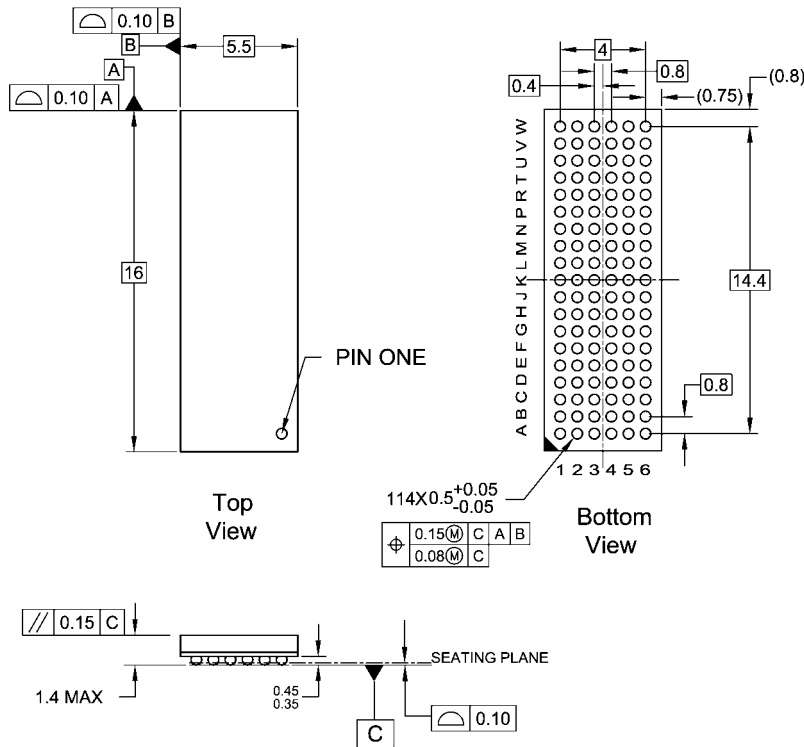 0.10 B
B
5.5
A
0.10 A
16
PIN ONE
Top
View
4
0.8
0.4
(0.75)
(0.8)
W
V
U
T
R
P
N
M
L
K
J
H
G
F
E
D
C
B
A
14.4
0.8
1 2 3 4 5 6
114X0.5 +0.05
-0.05
⌖ 0.15Ⓜ C A B
0.08Ⓜ C
Bottom
View
// 0.15 C
1.4 MAX
0.45
0.35
SEATING PLANE
C
0.10